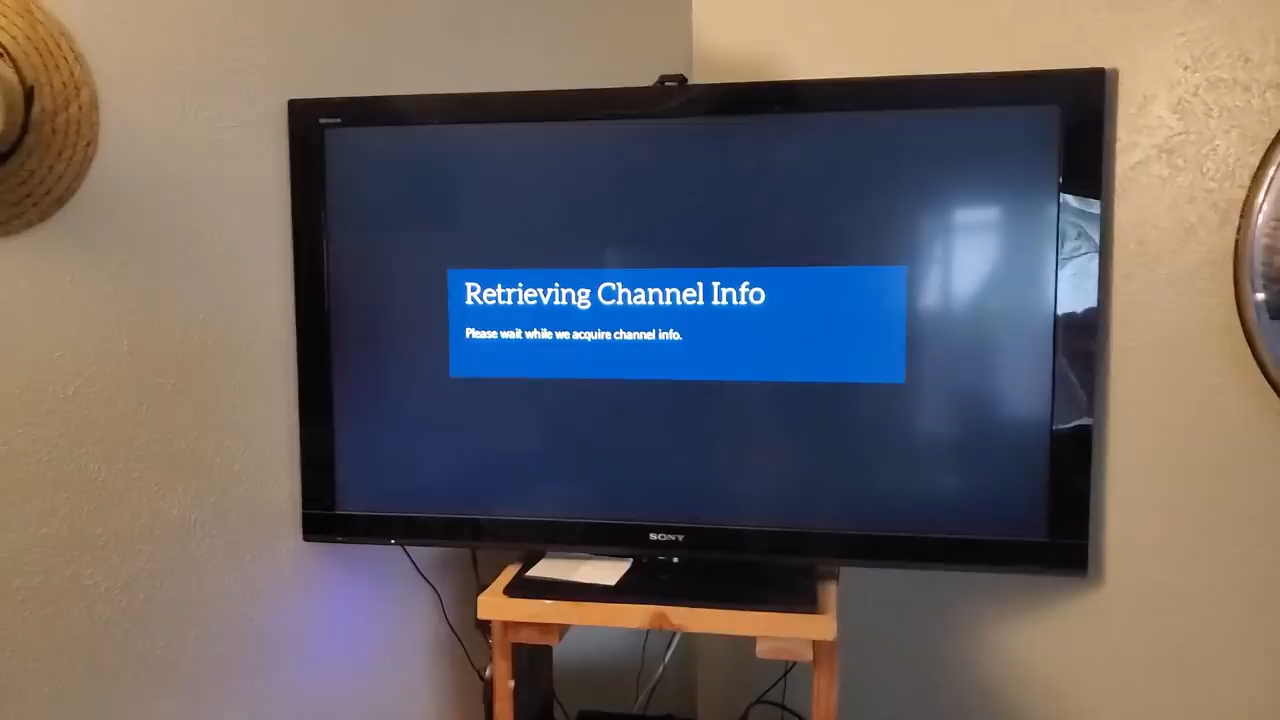 Retrieving Channel Info
Please wait while we acquire channel info.
SONY